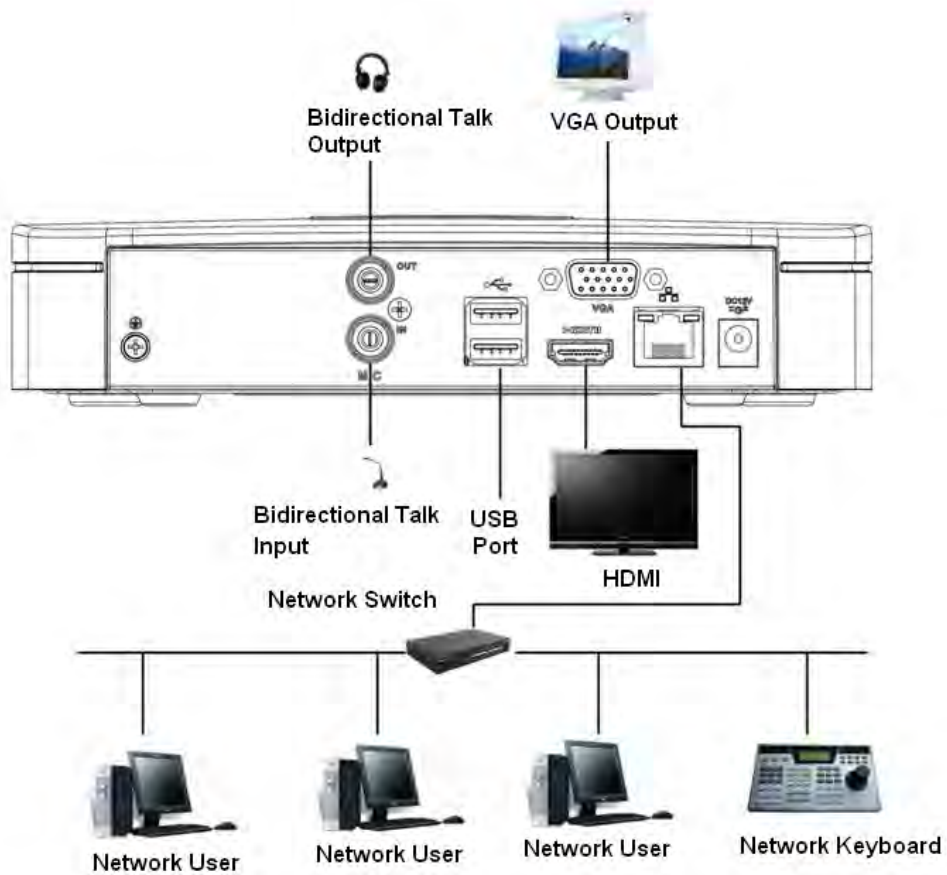 Bidirectional Talk
Output
VGA Output
OUT
VGA
DC12V
IN
HDMI
MIC
Bidirectional Talk
Input
USB
Port
HDMI
Network Switch
Network User
Network User
Network User
Network Keyboard